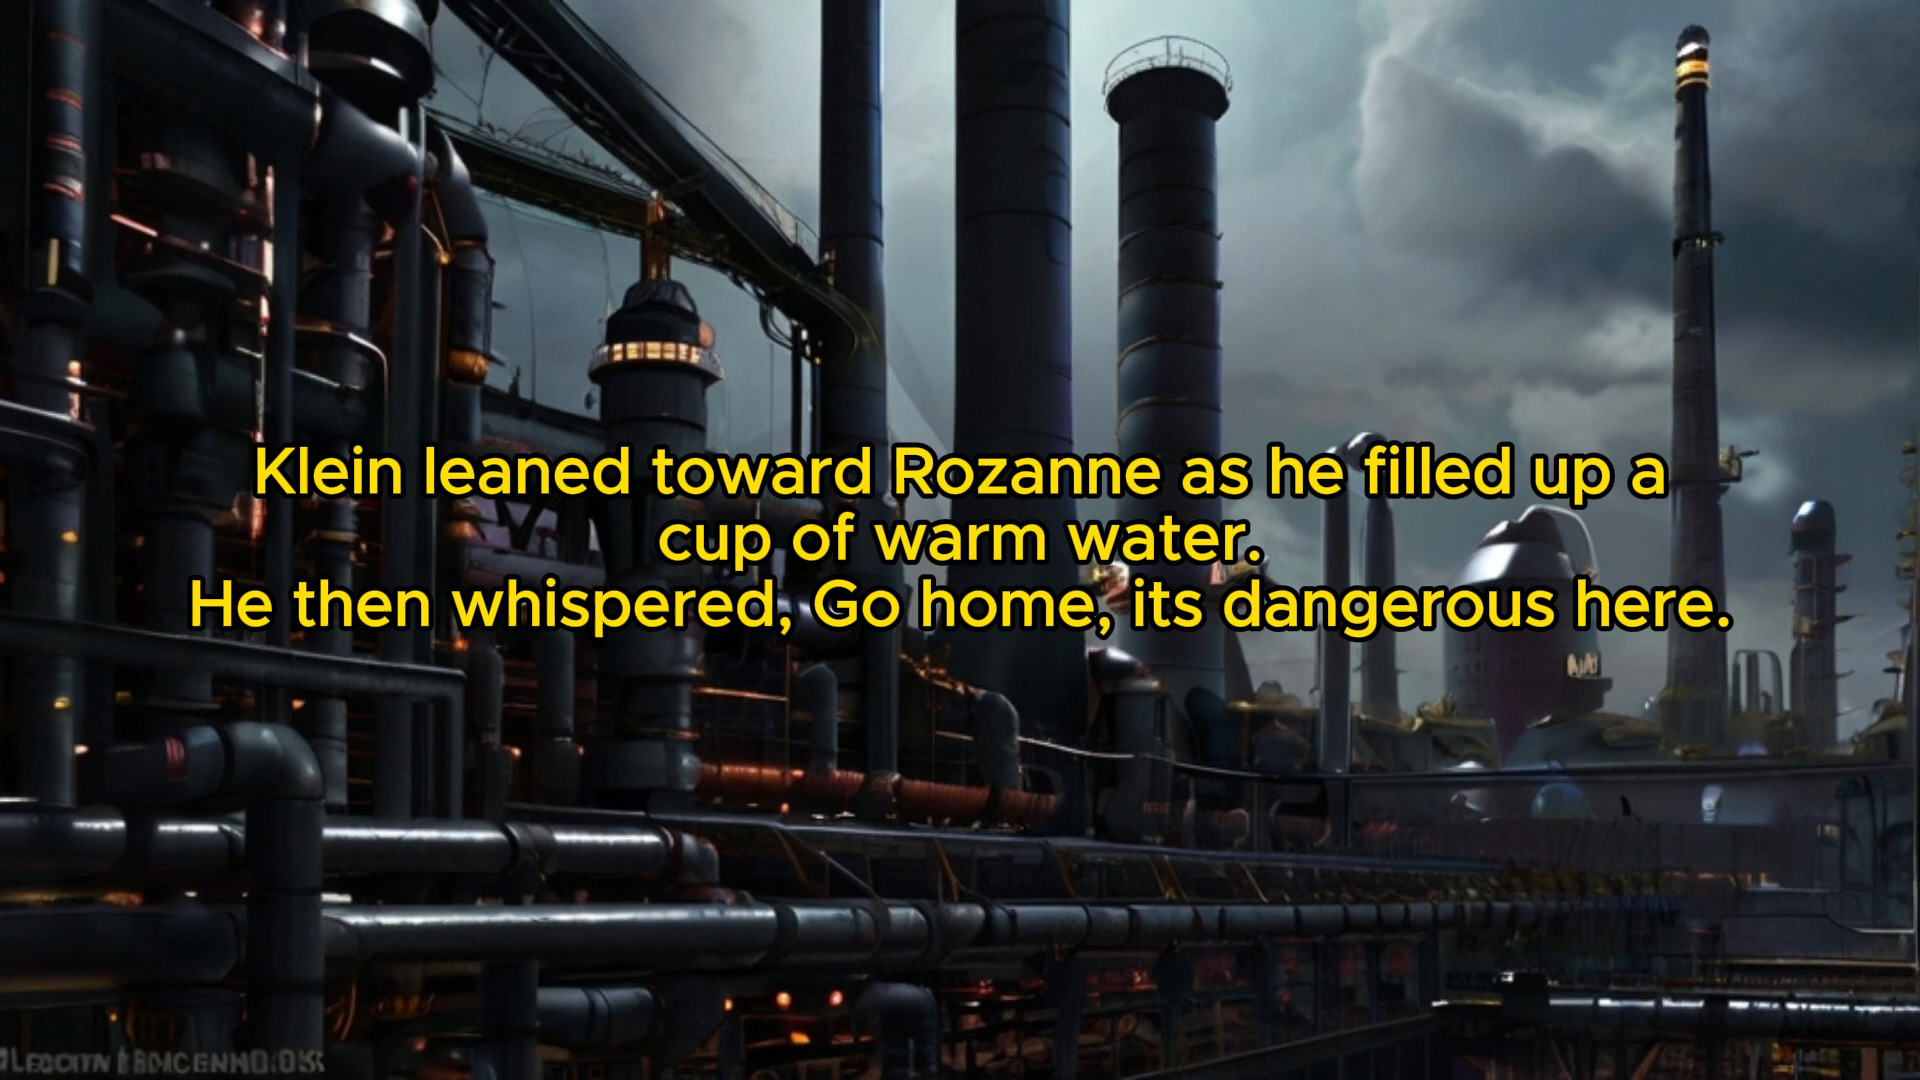 Klein leaned toward Rozanne as he filled up a
cup of warm water.
He then whispered, Go home, its dangerous here.